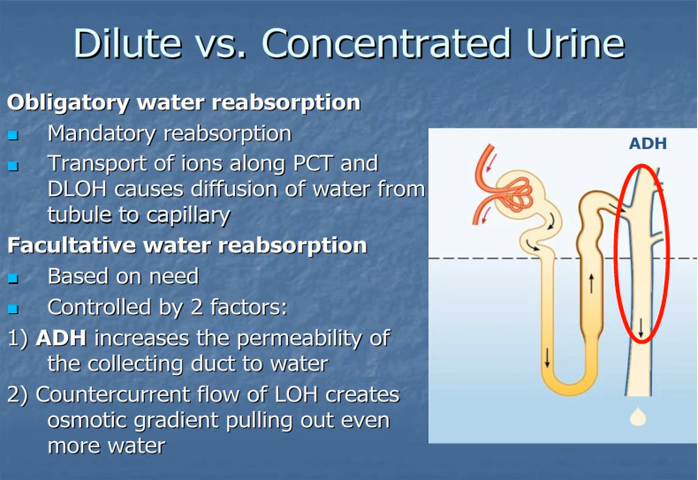 Dilute vs. Concentrated Urine
Obligatory water reabsorption
Mandatory reabsorption
Transport of ions along PCT and
DLOH causes diffusion of water from
tubule to capillary
Facultative water reabsorption
Based on need
Controlled by 2 factors:
1) ADH increases the permeability of
the collecting duct to water
2) Countercurrent flow of LOH creates
osmotic gradient pulling out even
more water
ADH